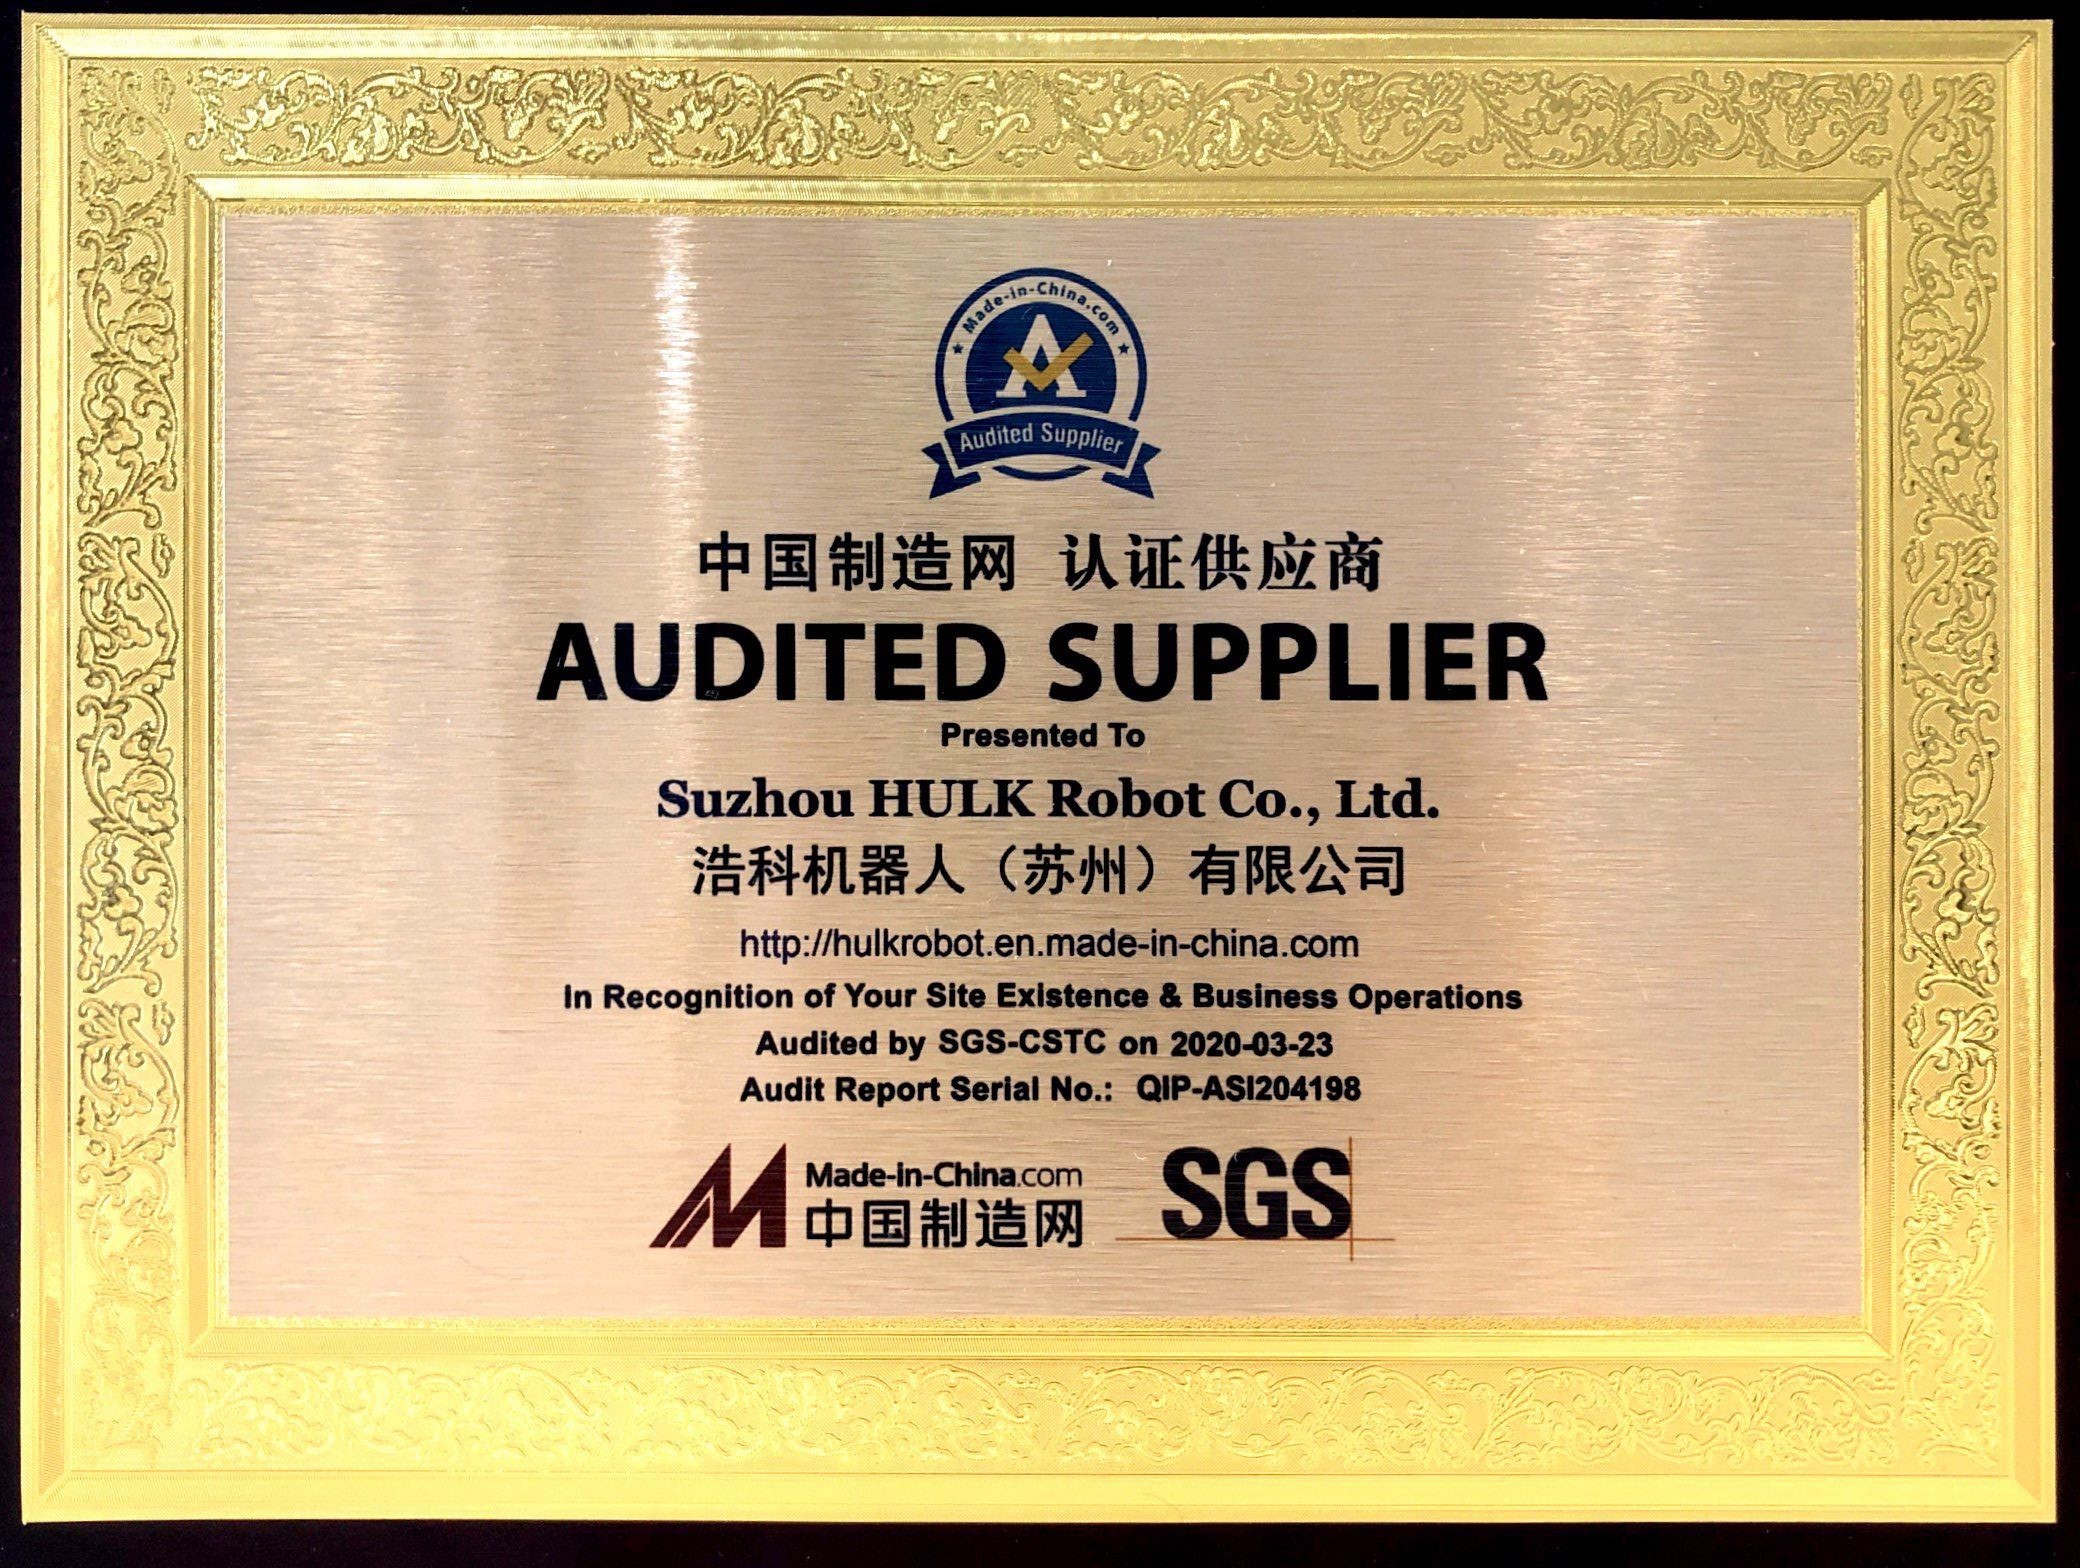 Made-in-China.com
A
Audited Supplier
中国制造网 认证供应商
AUDITED SUPPLIER
Presented To
Suzhou HULK Robot Co., Ltd.
浩科机器人（苏州）有限公司
http://hulkrobot.en.made-in-china.com
In Recognition of Your Site Existence & Business Operations
Audited by SGS-CSTC on 2020-03-23
Audit Report Serial No.: QIP-ASI204198
Made-in-China.com
中国制造网
SGS